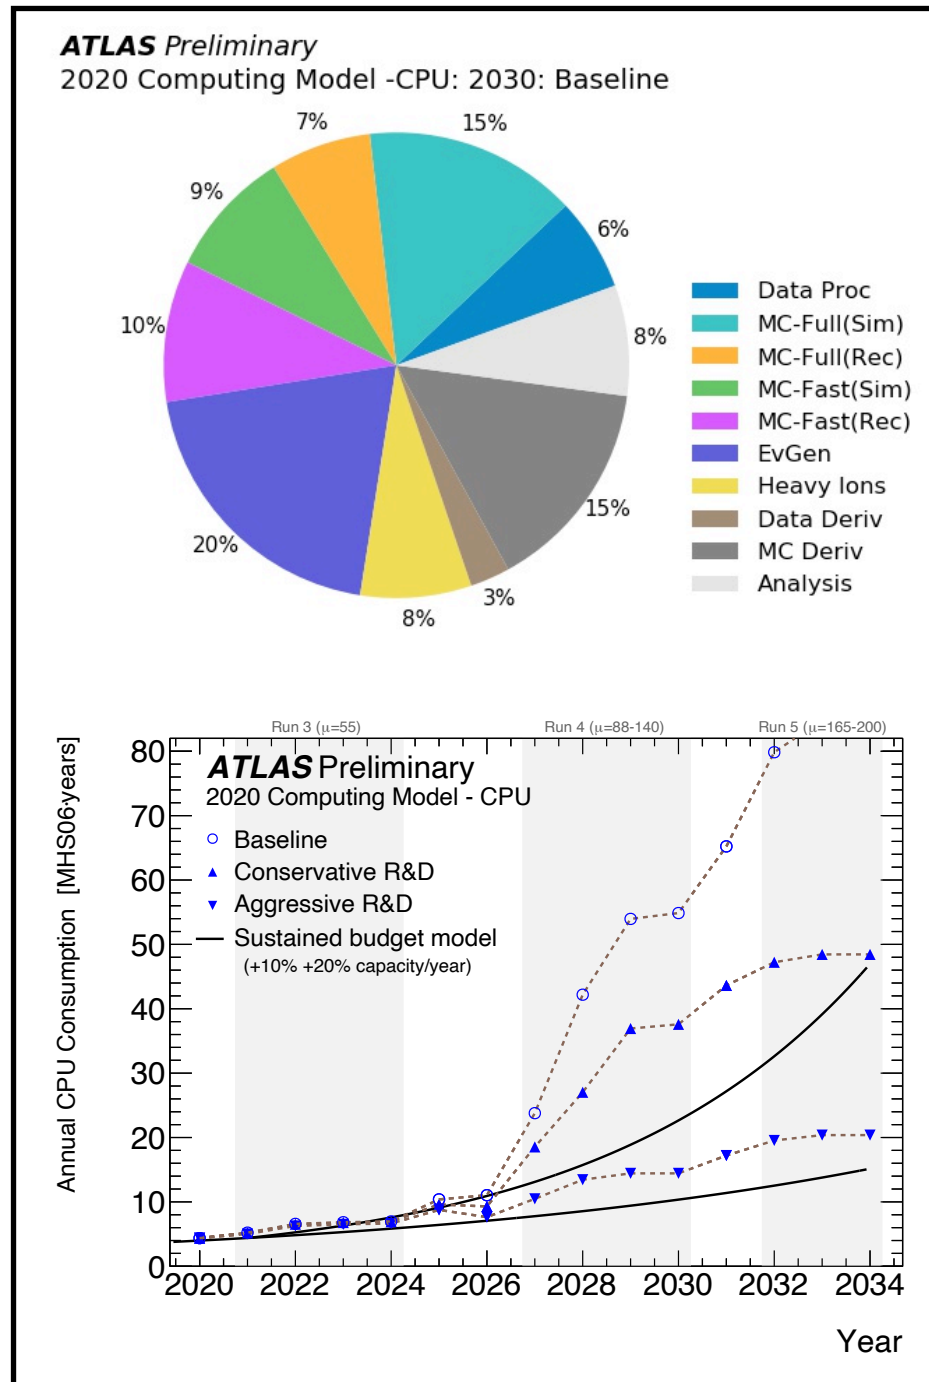 ATLAS Preliminary
2020 Computing Model -CPU: 2030: Baseline
7%
15%
9%
6%
10%
8%
20%
15%
8%
3%
Data Proc
MC-Full(Sim)
MC-Full(Rec)
MC-Fast(Sim)
MC-Fast(Rec)
EvGen
Heavy Ions
Data Deriv
MC Deriv
Analysis
Run 3 (μ=55)
Run 4 (μ=88-140)
Run 5 (μ=165-200)
ATLAS Preliminary
2020 Computing Model - CPU
Baseline
Conservative R&D
Aggressive R&D
Sustained budget model
(+10% +20% capacity/year)
Annual CPU Consumption [MHS06·years]
80
70
60
50
40
30
20
10
0
2020 2022 2024 2026 2028 2030 2032 2034
Year